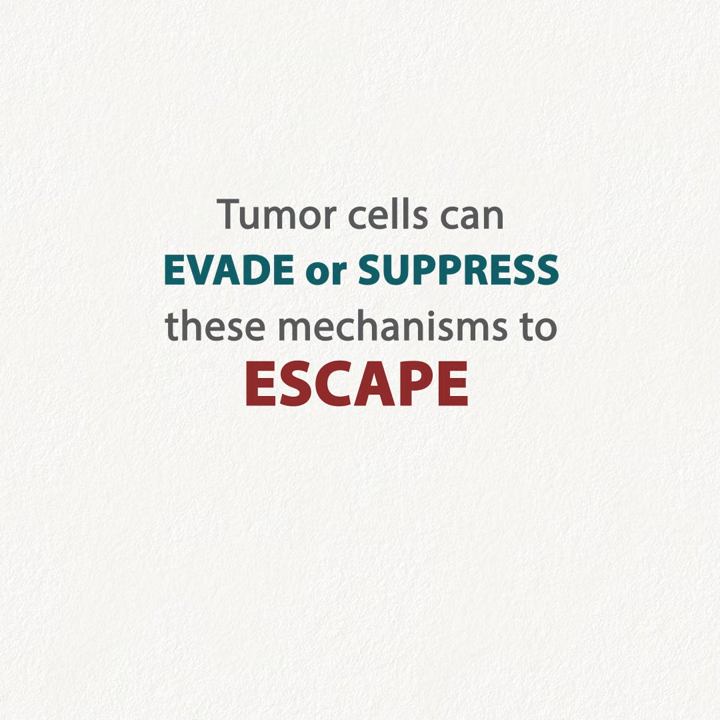 Tumor cells can
EVADE or SUPPRESS
these mechanisms to
ESCAPE